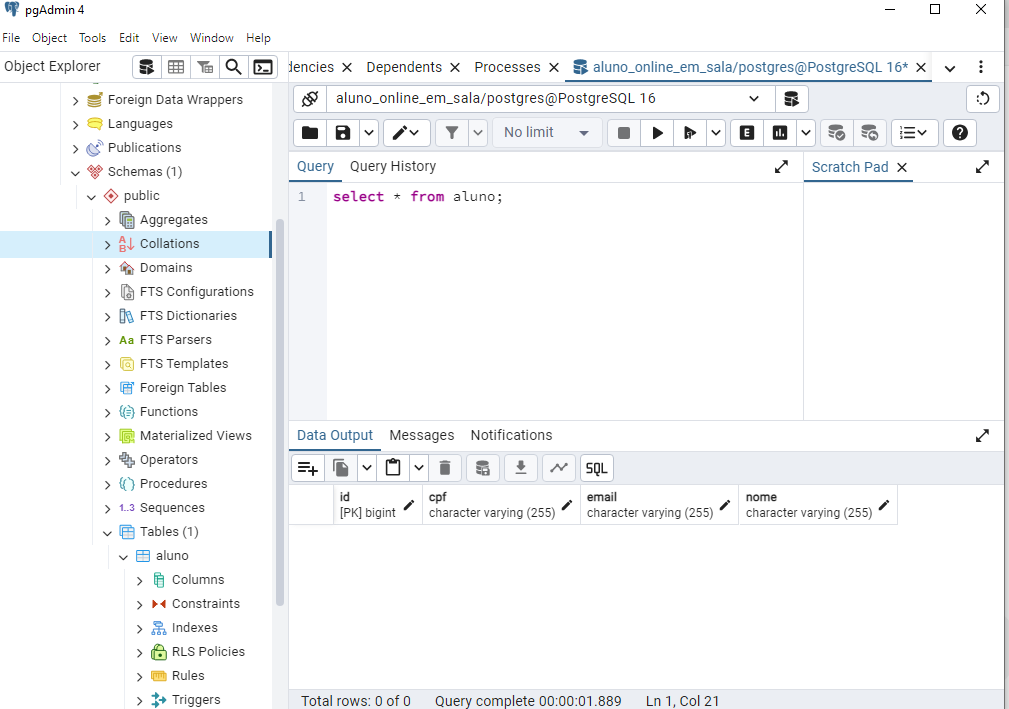 pgAdmin 4
File Object Tools Edit View Window Help
Object Explorer
dencies Dependents Processes aluno_online_em_sala/postgres@PostgreSQL 16*
Foreign Data Wrappers
Languages
Publications
Schemas (1)
public
Aggregates
Collations
Domains
FTS Configurations
FTS Dictionaries
Aa FTS Parsers
FTS Templates
Foreign Tables
Functions
Materialized Views
Operators
Procedures
1..3 Sequences
Tables (1)
aluno
Columns
Constraints
Indexes
RLS Policies
Rules
Triggers
aluno_online_em_sala/postgres@PostgreSQL 16
No limit
E
Query Query History
Scratch Pad
1 select * from aluno;
Data Output Messages Notifications
SQL
id cpf email nome
[PK] bigint character varying (255) character varying (255) character varying (255)
Total rows: 0 of 0 Query complete 00:00:01.889 Ln 1, Col 21